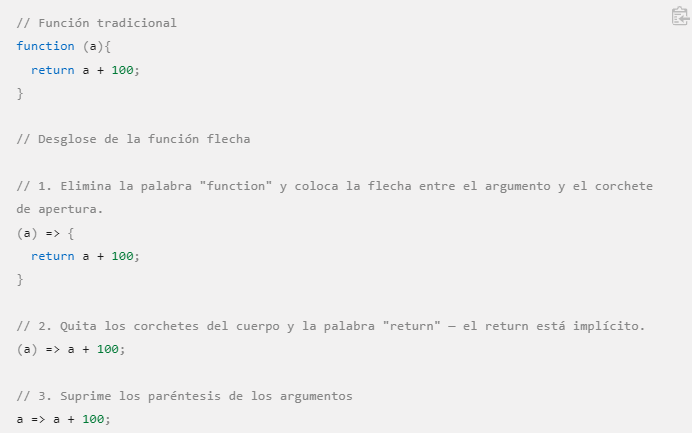 // Función tradicional
function (a){
  return a + 100;
}

// Desglose de la función flecha

// 1. Elimina la palabra "function" y coloca la flecha entre el argumento y el corchete
de apertura.
(a) => {
  return a + 100;
}

// 2. Quita los corchetes del cuerpo y la palabra "return" — el return está implícito.
(a) => a + 100;

// 3. Suprime los paréntesis de los argumentos
a => a + 100;